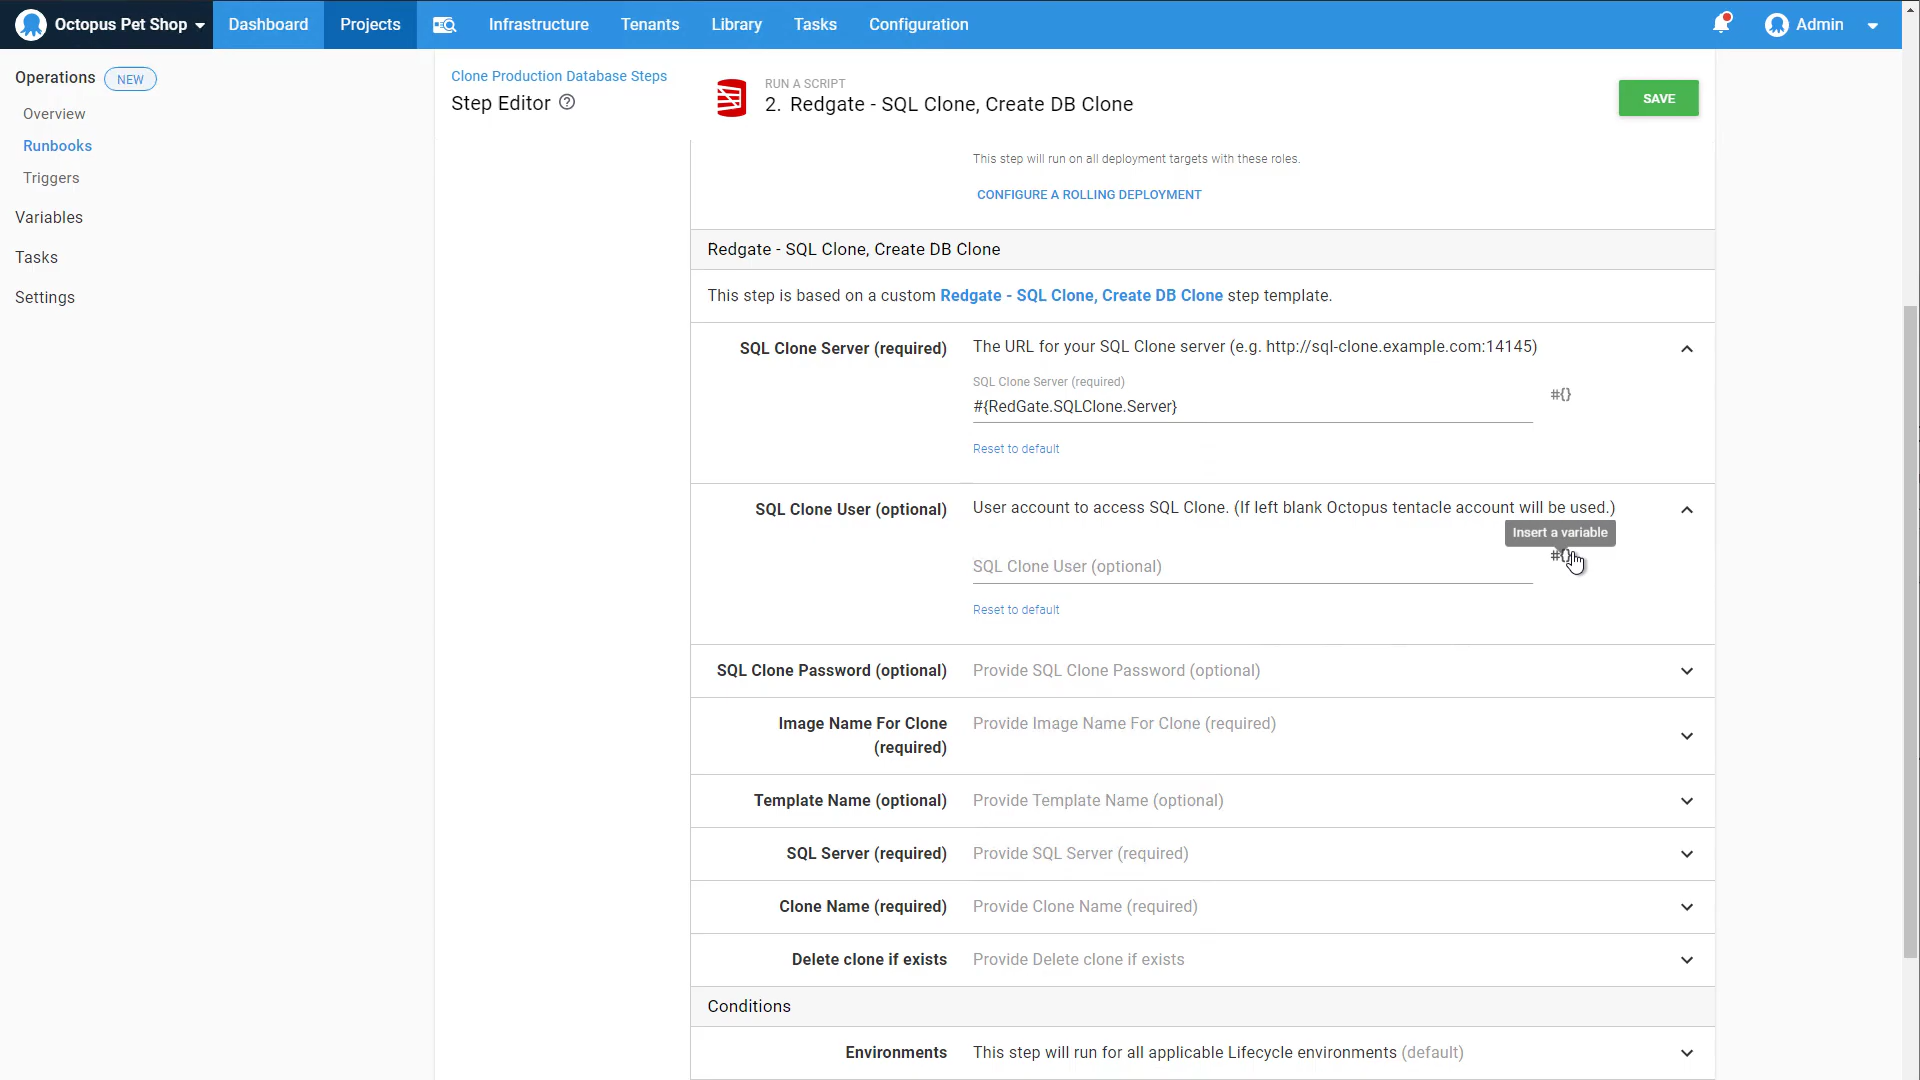 Octopus Pet Shop
Dashboard
Projects
Infrastructure
Tenants
Library
Tasks
Configuration
Admin
Operations
NEW
Overview
Runbooks
Triggers
Variables
Tasks
Settings
Clone Production Database Steps
Step Editor
RUN A SCRIPT
2. Redgate - SQL Clone, Create DB Clone
SAVE
This step will run on all deployment targets with these roles.
CONFIGURE A ROLLING DEPLOYMENT
Redgate - SQL Clone, Create DB Clone
This step is based on a custom Redgate - SQL Clone, Create DB Clone step template.
SQL Clone Server (required)
The URL for your SQL Clone server (e.g. http://sql-clone.example.com:14145)
SQL Clone Server (required)
#{RedGate.SQLClone.Server}
#{}
Reset to default
SQL Clone User (optional)
User account to access SQL Clone. (If left blank Octopus tentacle account will be used.)
Insert a variable
#{}
SQL Clone User (optional)
Reset to default
SQL Clone Password (optional)
Provide SQL Clone Password (optional)
Image Name For Clone
(required)
Provide Image Name For Clone (required)
Template Name (optional)
Provide Template Name (optional)
SQL Server (required)
Provide SQL Server (required)
Clone Name (required)
Provide Clone Name (required)
Delete clone if exists
Provide Delete clone if exists
Conditions
Environments
This step will run for all applicable Lifecycle environments (default)